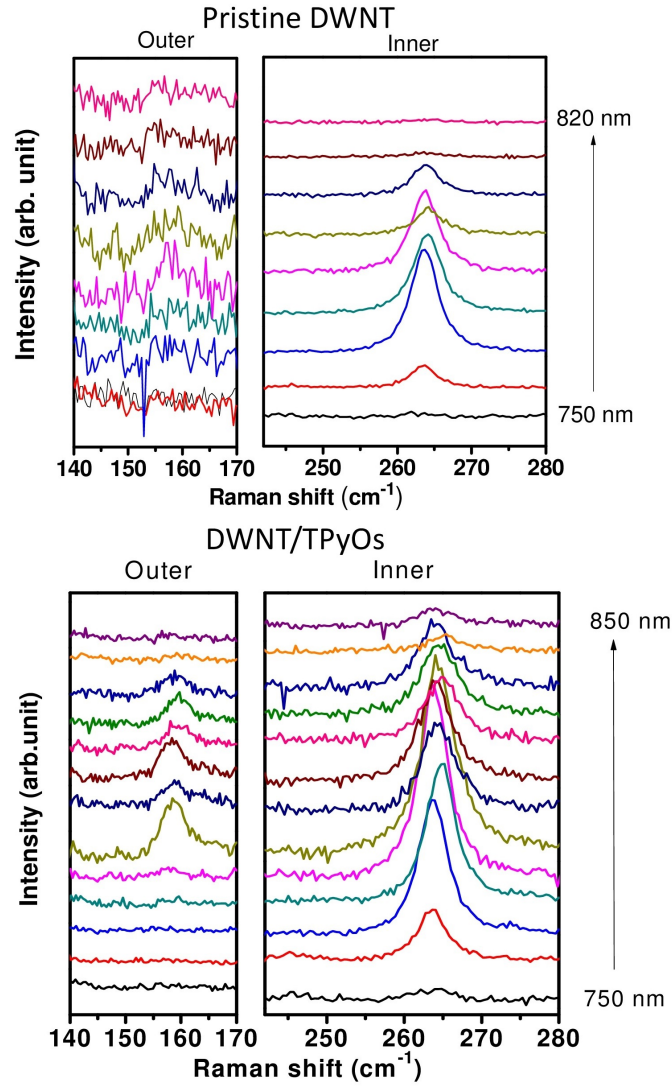 Pristine DWNT
Outer
Inner
Intensity (arb. unit)
820 nm
750 nm
140 150 160 170
250 260 270 280
Raman shift (cm-1)
DWNT/TPyOs
Outer
Inner
Intensity (arb.unit)
850 nm
750 nm
140 150 160 170
250 260 270 280
Raman shift (cm-1)